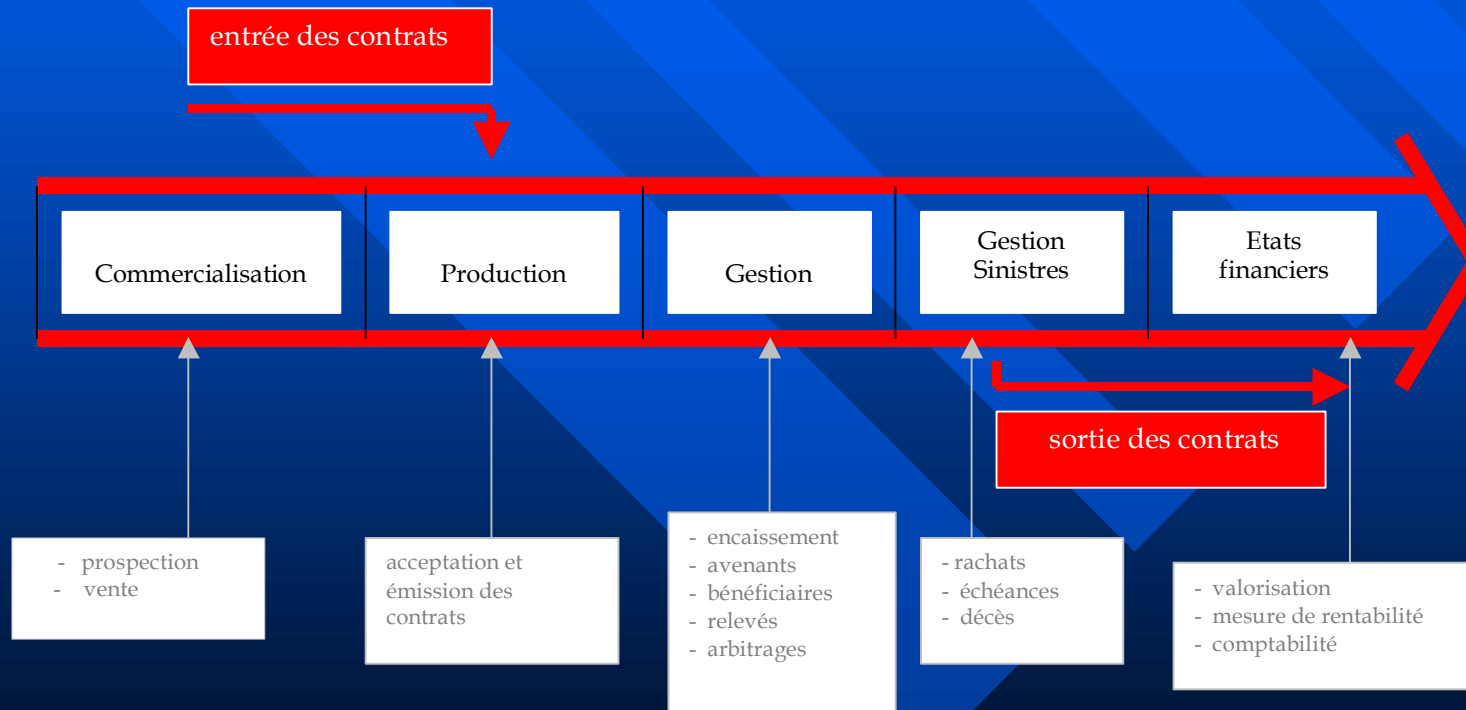 entrée des contrats
Commercialisation
Production
Gestion
Gestion
Sinistres
Etats
financiers
sortie des contrats
- prospection
- vente
acceptation et
émission des
contrats
- encaissement
- avenants
- bénéficiaires
- relevés
- arbitrages
- rachats
- échéances
- décès
- valorisation
- mesure de rentabilité
- comptabilité